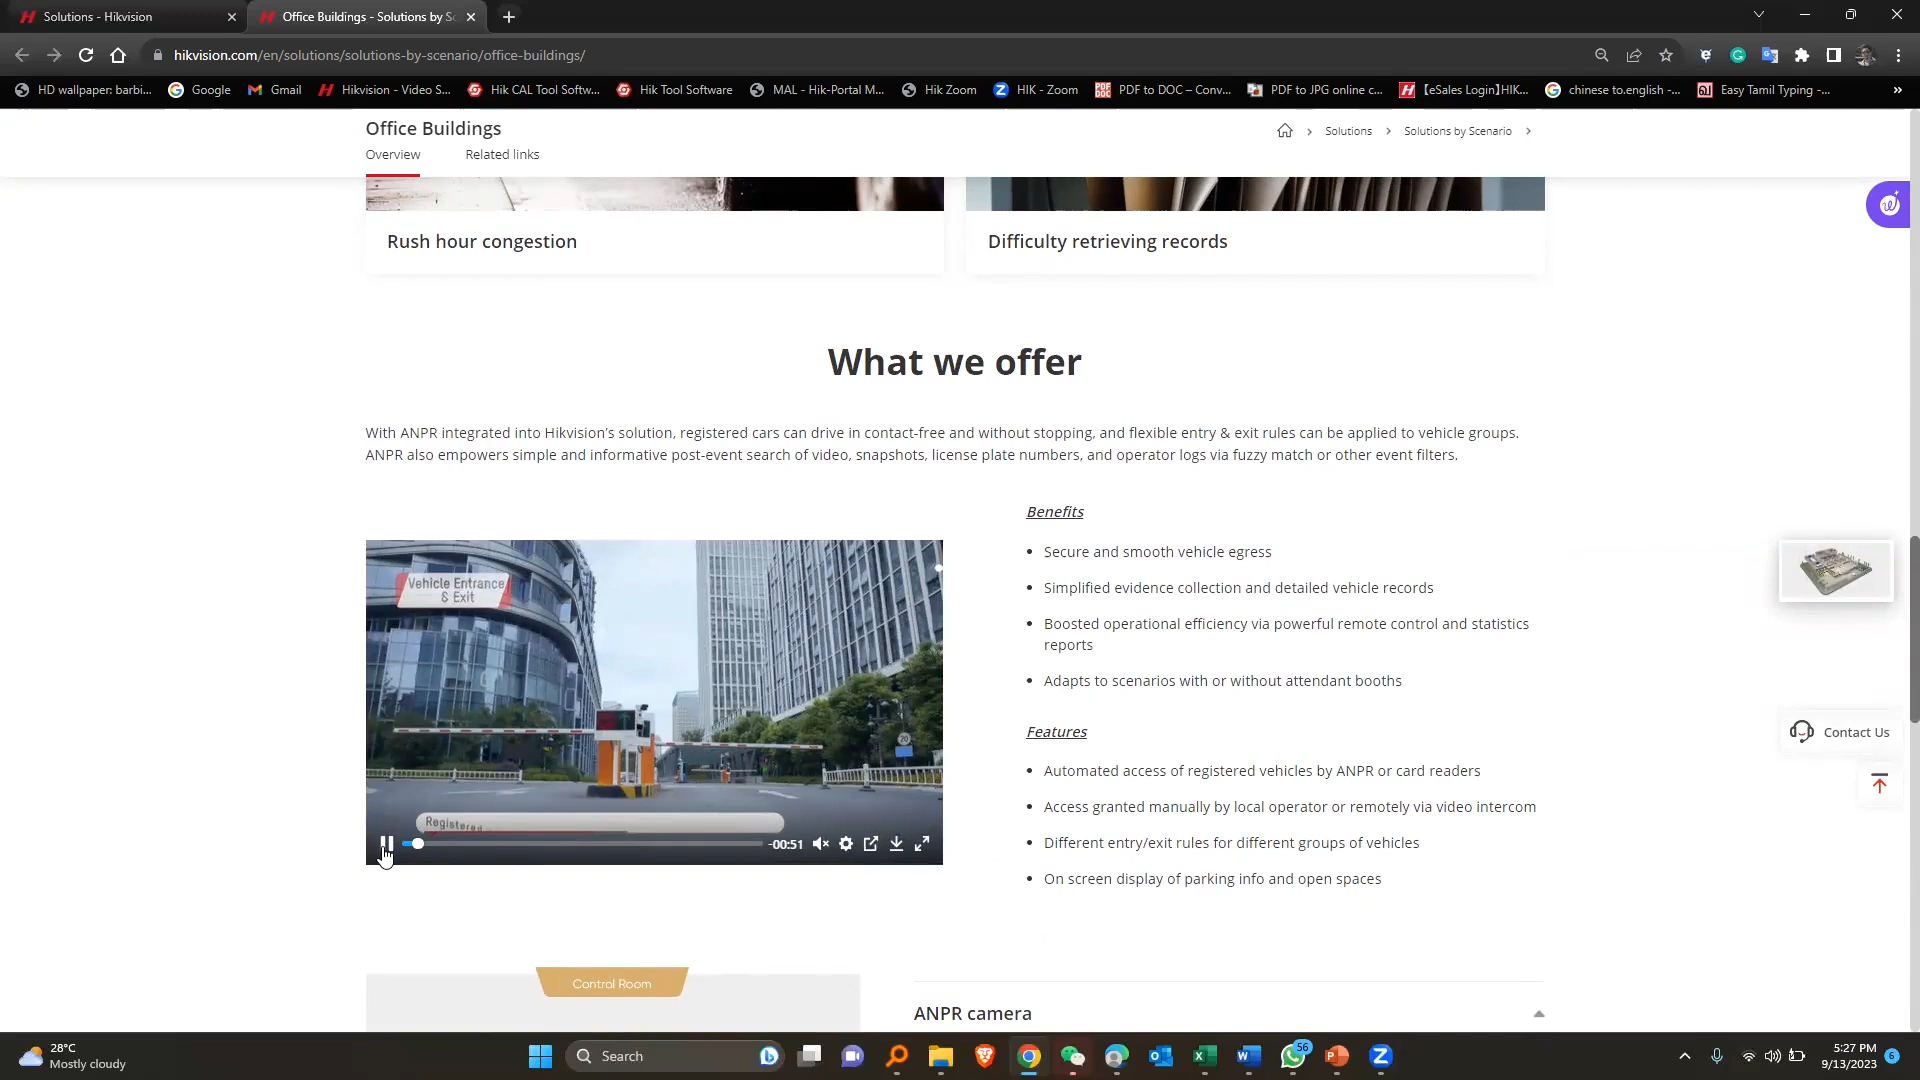 Solutions - Hikvision
Office Buildings - Solutions by Sc
hikvision.com/en/solutions/solutions-by-scenario/office-buildings/
HD wallpaper: barbi...
Google
Gmail
Hikvision - Video S...
Hik CAL Tool Softw...
Hik Tool Software
MAL - Hik-Portal M...
Hik Zoom
HIK - Zoom
PDF to DOC – Conv...
PDF to JPG online c...
【eSales Login】HIK...
chinese to.english -...
Easy Tamil Typing -...
Office Buildings
Solutions
Solutions by Scenario
Overview
Related links
Rush hour congestion
Difficulty retrieving records
What we offer
With ANPR integrated into Hikvision’s solution, registered cars can drive in contact-free and without stopping, and flexible entry & exit rules can be applied to vehicle groups.
ANPR also empowers simple and informative post-event search of video, snapshots, license plate numbers, and operator logs via fuzzy match or other event filters.
Vehicle Entrance
& Exit
20
Registered
-00:51
Benefits
Secure and smooth vehicle egress
Simplified evidence collection and detailed vehicle records
Boosted operational efficiency via powerful remote control and statistics
reports
Adapts to scenarios with or without attendant booths
Features
Automated access of registered vehicles by ANPR or card readers
Access granted manually by local operator or remotely via video intercom
Different entry/exit rules for different groups of vehicles
On screen display of parking info and open spaces
Contact Us
Control Room
ANPR camera
28°C
Mostly cloudy
Search
56
5:27 PM
9/13/2023
6